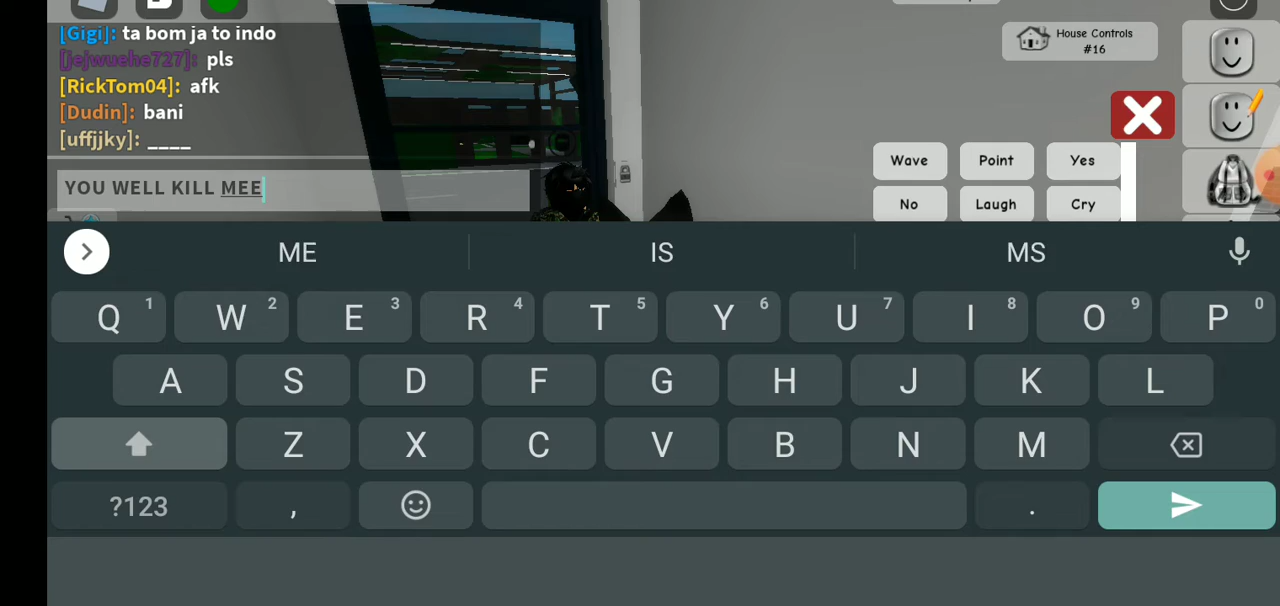 [Gigi]: ta bom ja to indo
[jejwuehe727]: pls
[RickTom04]: afk
[Dudin]: bani
[uffjjky]: ____
YOU WELL KILL MEE
House Controls
#16
Wave Point Yes
No Laugh Cry
ME IS MS
Q 1 W 2 E 3 R 4 T 5 Y 6 U 7 I 8 O 9 P 0
A S D F G H J K L
Z X C V B N M
?123 , .